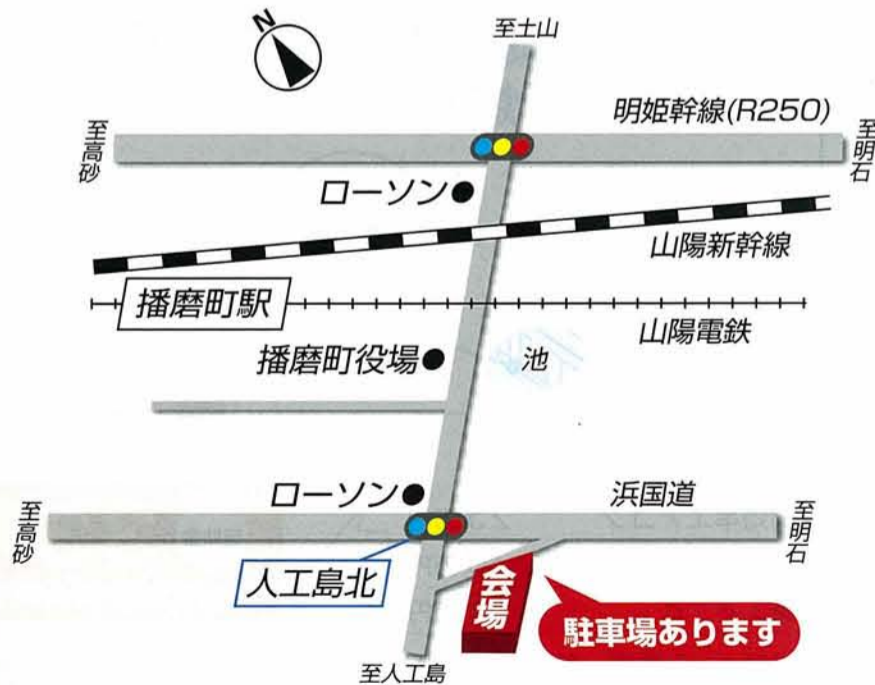 N
至土山
明姫幹線(R250)
至高砂
至明石
ローソン
山陽新幹線
播磨町駅
山陽電鉄
播磨町役場
池
ローソン
浜国道
至高砂
至明石
人工島北
会場
駐車場あります
至人工島